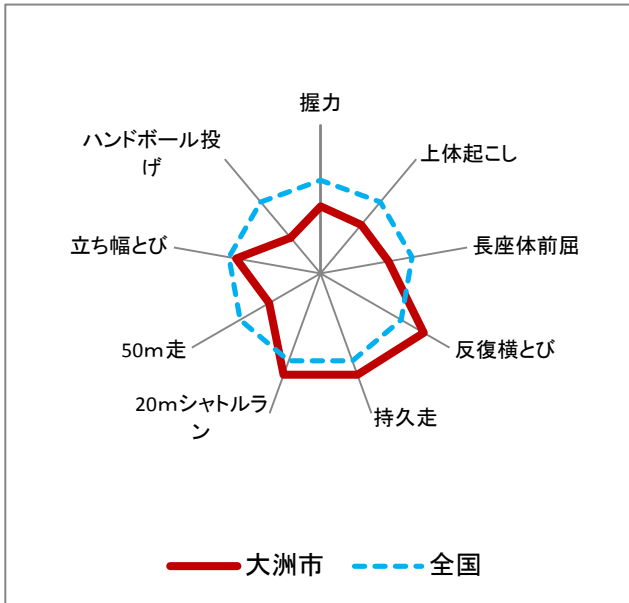 握力
上体起こし
長座体前屈
反復横とび
持久走
20mシャトルラ
ン
50m走
立ち幅とび
ハンドボール投
げ
大洲市
全国